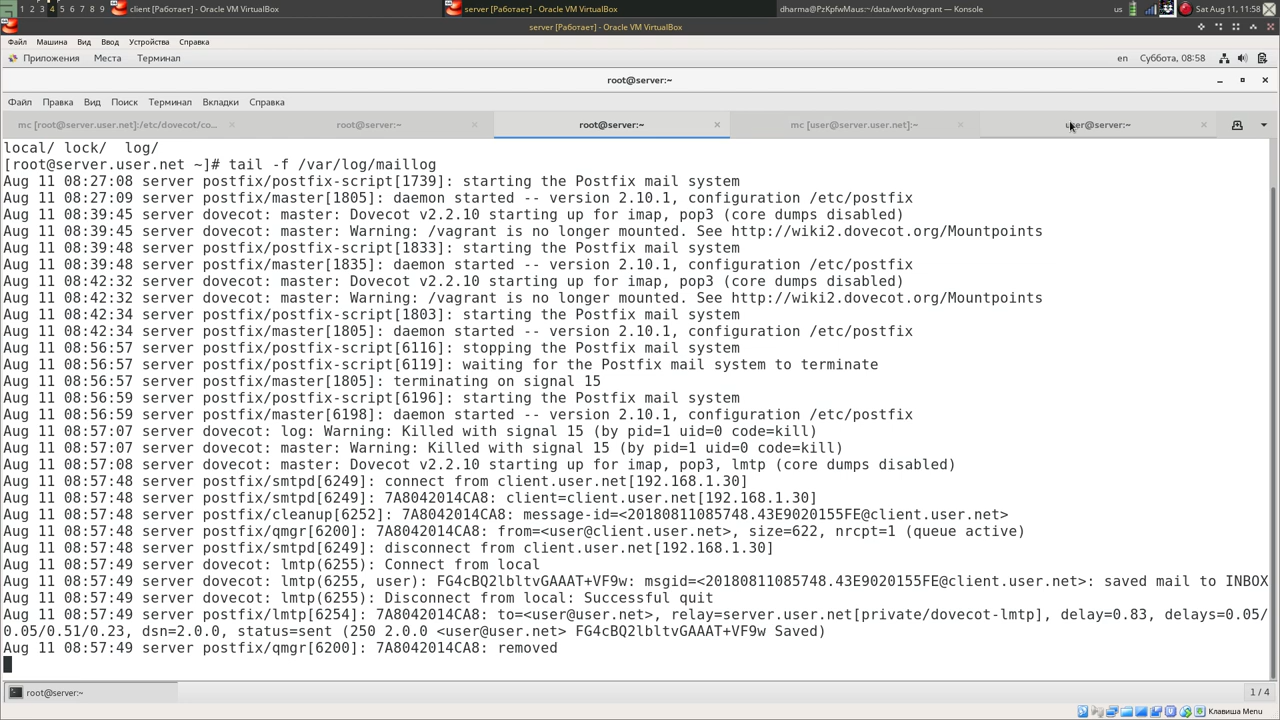 1 2 3 4 5 6 7 8 9 client [Работает] - Oracle VM VirtualBox server [Работает] - Oracle VM VirtualBox dharma@PzKpfwMaus:~/data/work/vagrant — Konsole us Sat Aug 11, 11:58
server [Работает] - Oracle VM VirtualBox
Файл Машина Вид Ввод Устройства Справка
Приложения Места Терминал en Суббота, 08:58
root@server:~
Файл Правка Вид Поиск Терминал Вкладки Справка
mc [root@server.user.net]:/etc/dovecot/co... root@server:~ root@server:~ mc [user@server.user.net]:~ user@server:~
local/ lock/ log/
[root@server.user.net ~]# tail -f /var/log/maillog
Aug 11 08:27:08 server postfix/postfix-script[1739]: starting the Postfix mail system
Aug 11 08:27:09 server postfix/master[1805]: daemon started -- version 2.10.1, configuration /etc/postfix
Aug 11 08:39:45 server dovecot: master: Dovecot v2.2.10 starting up for imap, pop3 (core dumps disabled)
Aug 11 08:39:45 server dovecot: master: Warning: /vagrant is no longer mounted. See http://wiki2.dovecot.org/Mountpoints
Aug 11 08:39:48 server postfix/postfix-script[1833]: starting the Postfix mail system
Aug 11 08:39:48 server postfix/master[1835]: daemon started -- version 2.10.1, configuration /etc/postfix
Aug 11 08:42:32 server dovecot: master: Dovecot v2.2.10 starting up for imap, pop3 (core dumps disabled)
Aug 11 08:42:32 server dovecot: master: Warning: /vagrant is no longer mounted. See http://wiki2.dovecot.org/Mountpoints
Aug 11 08:42:34 server postfix/postfix-script[1803]: starting the Postfix mail system
Aug 11 08:42:34 server postfix/master[1805]: daemon started -- version 2.10.1, configuration /etc/postfix
Aug 11 08:56:57 server postfix/postfix-script[6116]: stopping the Postfix mail system
Aug 11 08:56:57 server postfix/postfix-script[6119]: waiting for the Postfix mail system to terminate
Aug 11 08:56:57 server postfix/master[1805]: terminating on signal 15
Aug 11 08:56:59 server postfix/postfix-script[6196]: starting the Postfix mail system
Aug 11 08:56:59 server postfix/master[6198]: daemon started -- version 2.10.1, configuration /etc/postfix
Aug 11 08:57:07 server dovecot: log: Warning: Killed with signal 15 (by pid=1 uid=0 code=kill)
Aug 11 08:57:07 server dovecot: master: Warning: Killed with signal 15 (by pid=1 uid=0 code=kill)
Aug 11 08:57:08 server dovecot: master: Dovecot v2.2.10 starting up for imap, pop3, lmtp (core dumps disabled)
Aug 11 08:57:48 server postfix/smtpd[6249]: connect from client.user.net[192.168.1.30]
Aug 11 08:57:48 server postfix/smtpd[6249]: 7A8042014CA8: client=client.user.net[192.168.1.30]
Aug 11 08:57:48 server postfix/cleanup[6252]: 7A8042014CA8: message-id=<20180811085748.43E9020155FE@client.user.net>
Aug 11 08:57:48 server postfix/qmgr[6200]: 7A8042014CA8: from=<user@client.user.net>, size=622, nrcpt=1 (queue active)
Aug 11 08:57:48 server postfix/smtpd[6249]: disconnect from client.user.net[192.168.1.30]
Aug 11 08:57:49 server dovecot: lmtp(6255): Connect from local
Aug 11 08:57:49 server dovecot: lmtp(6255, user): FG4cBQ2lbltvGAAAT+VF9w: msgid=<20180811085748.43E9020155FE@client.user.net>: saved mail to INBOX
Aug 11 08:57:49 server dovecot: lmtp(6255): Disconnect from local: Successful quit
Aug 11 08:57:49 server postfix/lmtp[6254]: 7A8042014CA8: to=<user@user.net>, relay=server.user.net[private/dovecot-lmtp], delay=0.83, delays=0.05/
0.05/0.51/0.23, dsn=2.0.0, status=sent (250 2.0.0 <user@user.net> FG4cBQ2lbltvGAAAT+VF9w Saved)
Aug 11 08:57:49 server postfix/qmgr[6200]: 7A8042014CA8: removed
root@server:~ 1 / 4
Клавиша Menu